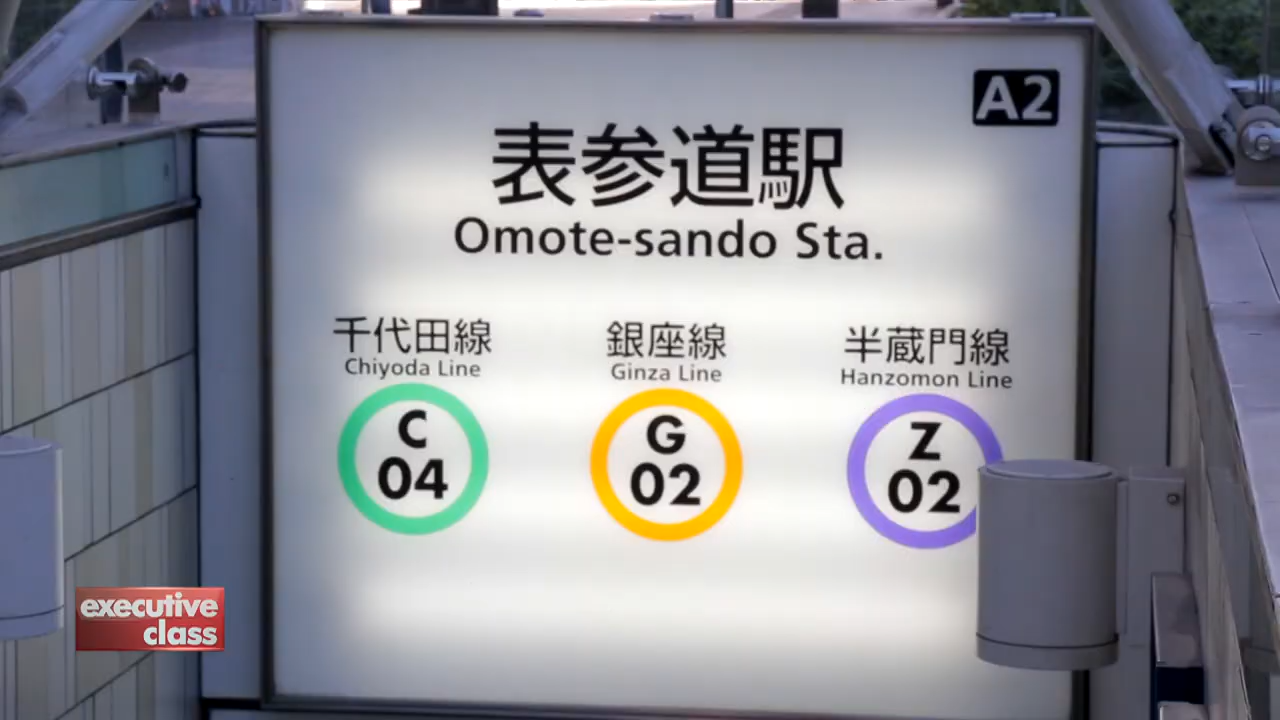 A2
表参道駅
Omote-sando Sta.
千代田線
Chiyoda Line
C
04
銀座線
Ginza Line
G
02
半蔵門線
Hanzomon Line
Z
02
executive
class